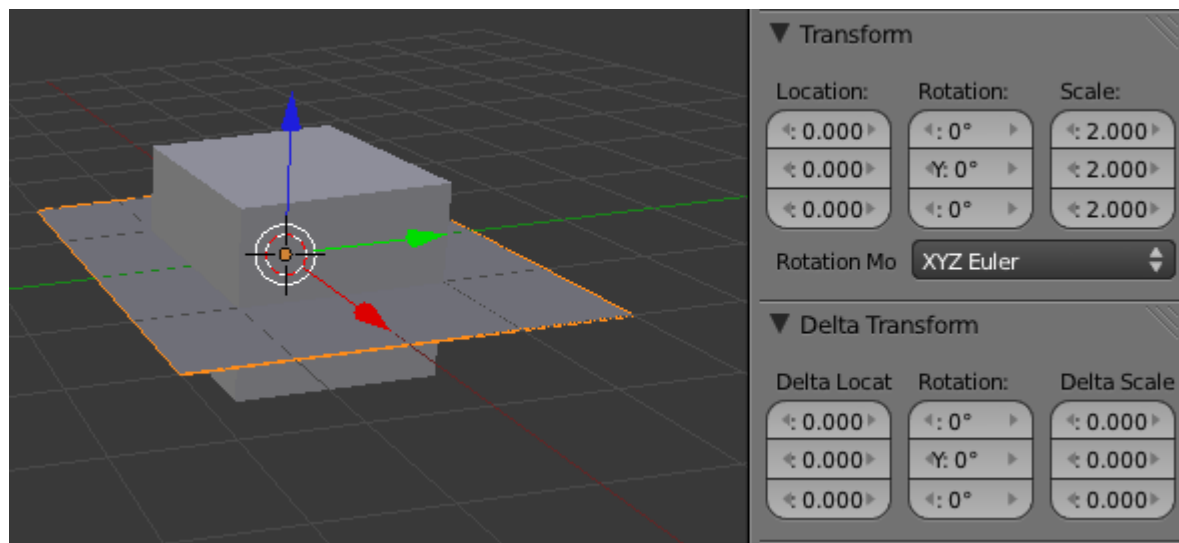 Transform
Location: Rotation: Scale:
: 0.000 : 0° : 2.000
: 0.000 Y: 0° : 2.000
: 0.000 : 0° : 2.000
Rotation Mo XYZ Euler
Delta Transform
Delta Locat Rotation: Delta Scale
: 0.000 : 0° : 0.000
: 0.000 Y: 0° : 0.000
: 0.000 : 0° : 0.000